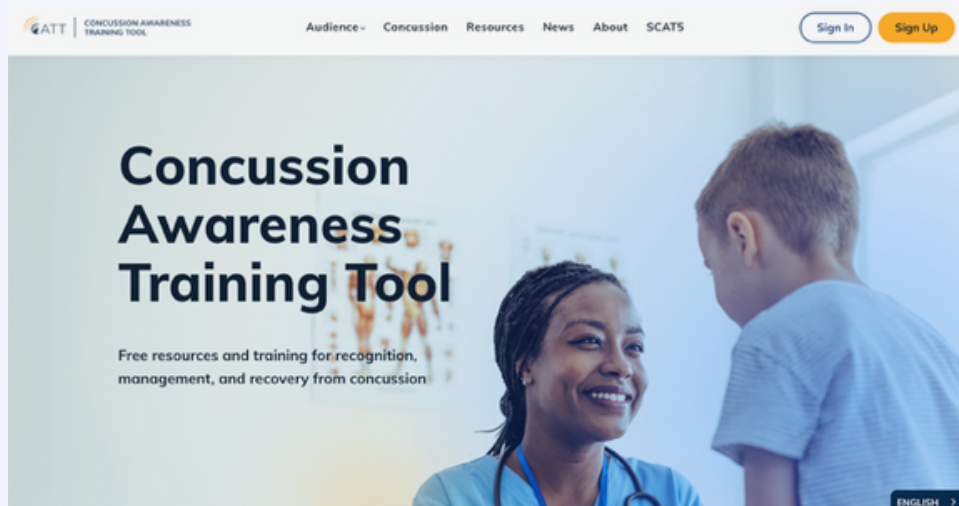 CATT
CONCUSSION AWARENESS
TRAINING TOOL
Audience
Concussion
Resources
News
About
SCAT5
Sign In
Sign Up
Concussion
Awareness
Training Tool
Free resources and training for recognition,
management, and recovery from concussion
ENGLISH